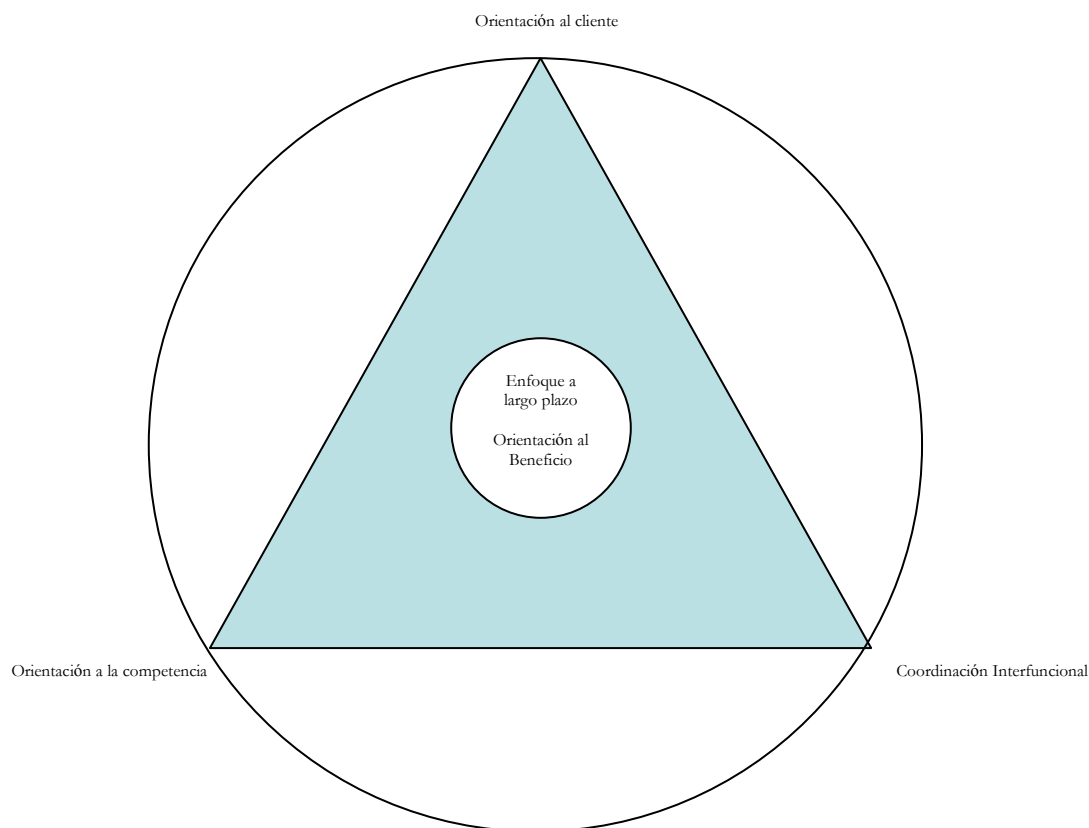 Orientación al cliente
Enfoque a
largo plazo
Orientación al
Beneficio
Orientación a la competencia
Coordinación Interfuncional